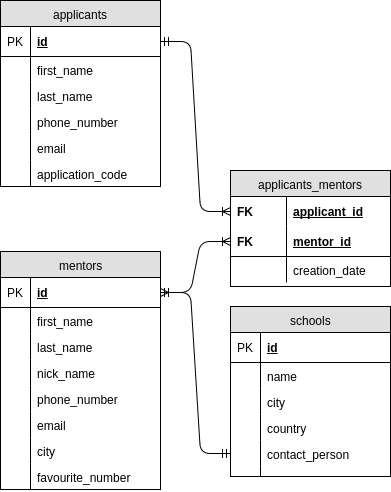 applicants
PK id
first_name
last_name
phone_number
email
application_code
applicants_mentors
FK applicant_id
FK mentor_id
creation_date
mentors
PK id
first_name
last_name
nick_name
phone_number
email
city
favourite_number
schools
PK id
name
city
country
contact_person